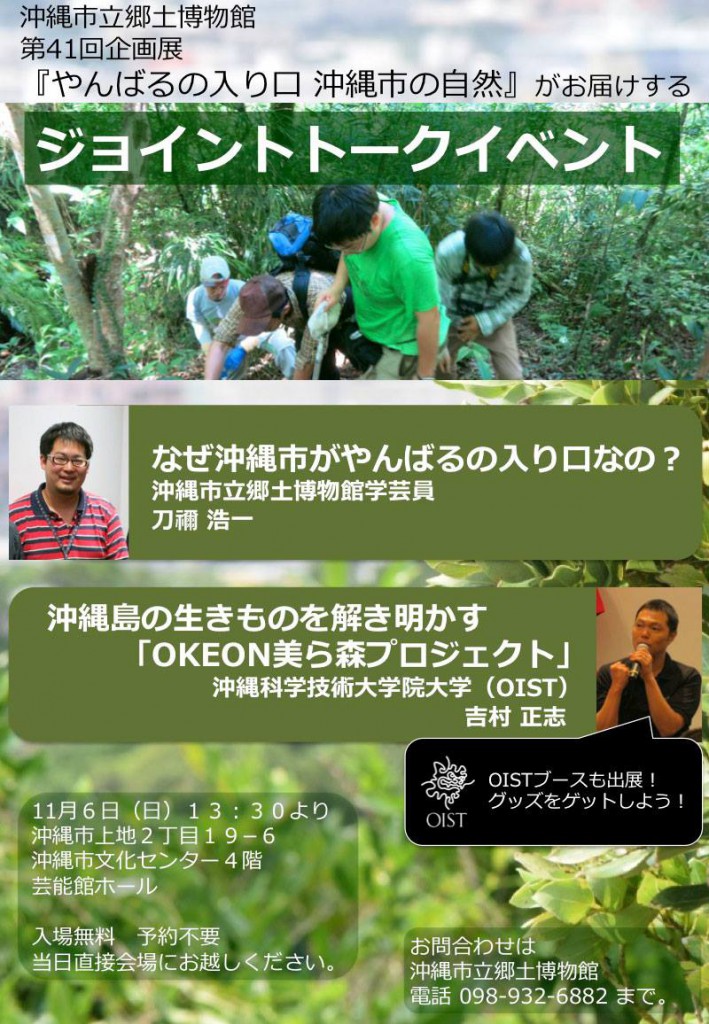 沖縄市立郷土博物館
第41回企画展
『やんばるの入り口 沖縄市の自然』がお届けする
ジョイントトークイベント
なぜ沖縄市がやんばるの入り口なの？
沖縄市立郷土博物館学芸員
刀禰 浩一
沖縄島の生きものを解き明かす
「OKEON美ら森プロジェクト」
沖縄科学技術大学院大学（OIST）
吉村 正志
OISTブースも出展！
グッズをゲットしよう！
OIST
11月６日（日）１３：３０より
沖縄市上地２丁目１９−６
沖縄市文化センター４階
芸能館ホール
入場無料　予約不要
当日直接会場にお越しください。
お問合わせは
沖縄市立郷土博物館
電話 098-932-6882 まで。